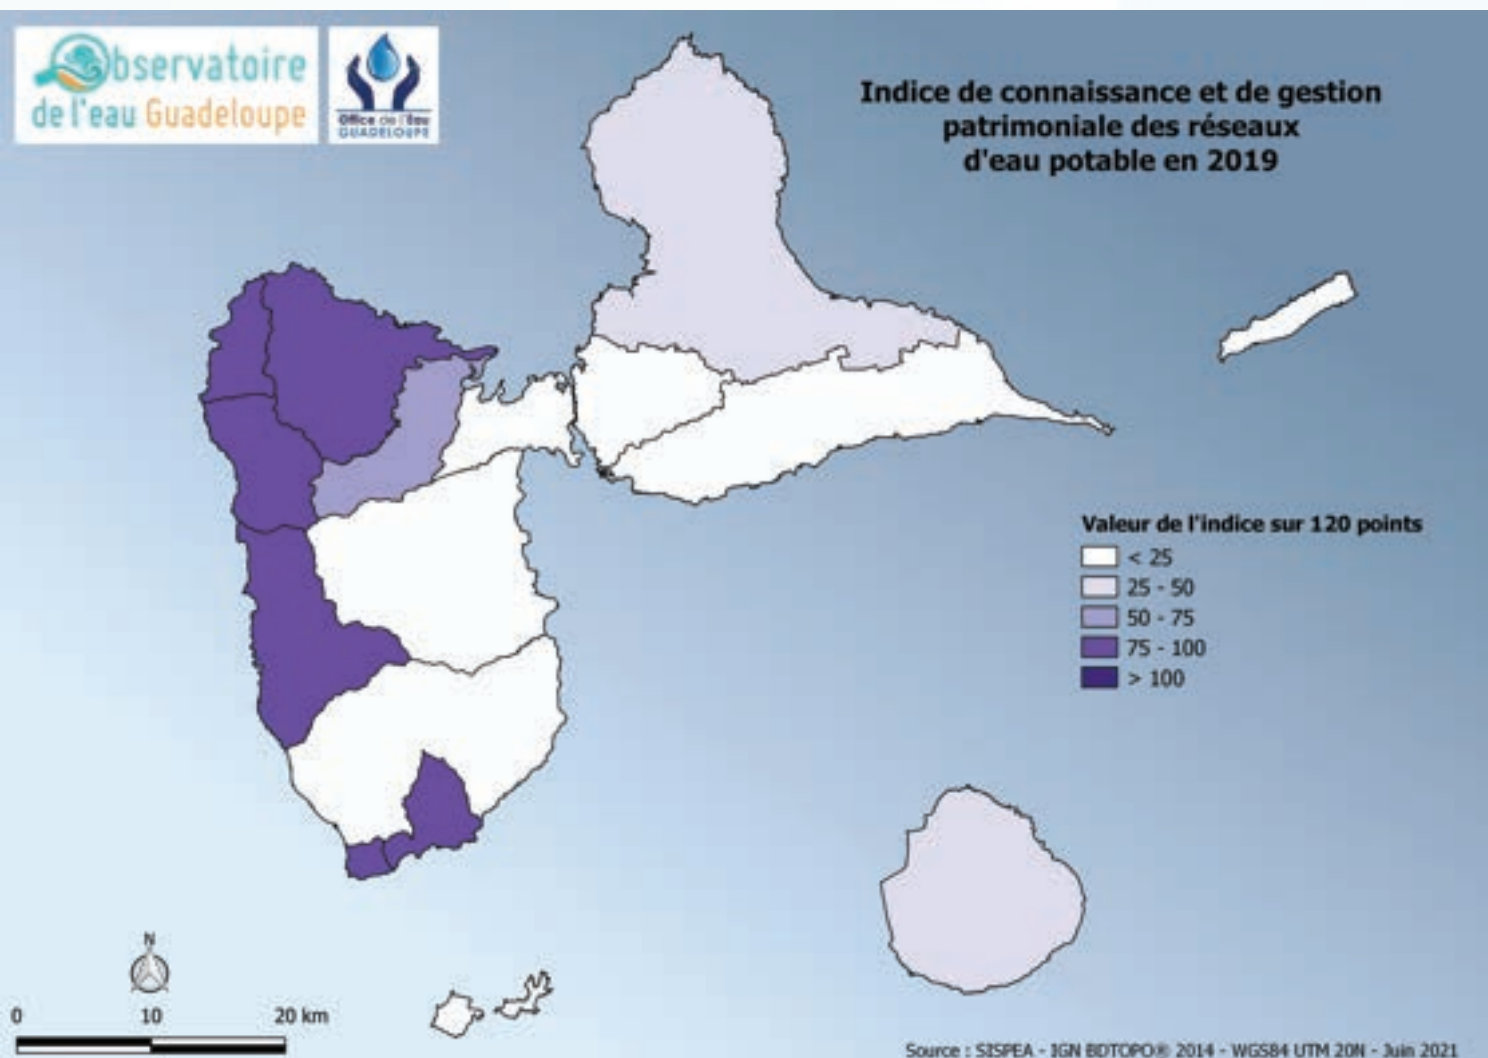 Observatoire
de l'eau Guadeloupe
Office de l'Eau
GUADELOUPE
Indice de connaissance et de gestion
patrimoniale des réseaux
d'eau potable en 2019
Valeur de l'indice sur 120 points
< 25
25 - 50
50 - 75
75 - 100
> 100
N
0 10 20 km
Source : SISPEA - IGN BDTOPO® 2014 - WGS84 UTM 20N - Juin 2021